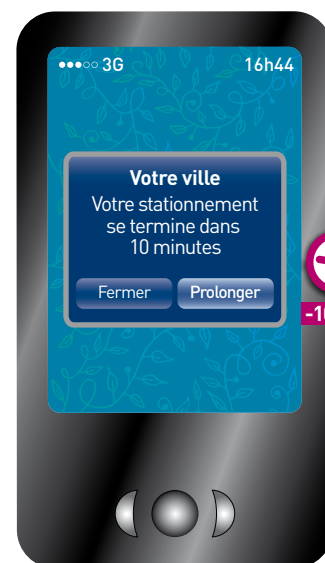 3G 16h44
Votre ville
Votre stationnement
se termine dans
10 minutes
Fermer Prolonger